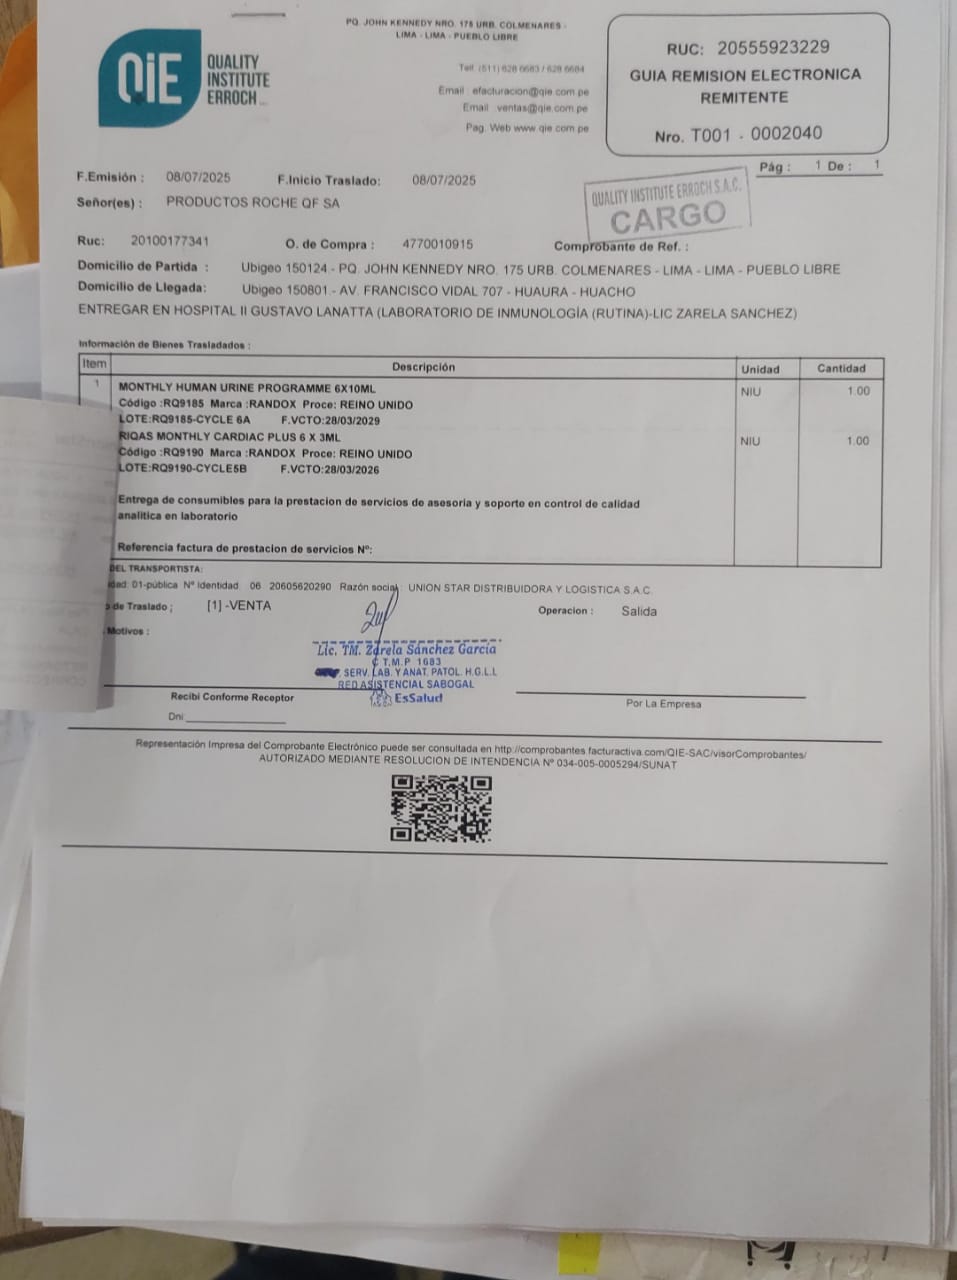 QiE QUALITY
INSTITUTE
ERROCH
PQ. JOHN KENNEDY NRO. 175 URB. COLMENARES -
LIMA - LIMA - PUEBLO LIBRE
Telf. (511) 628 6683 / 628 6684
Email : efacturacion@qie.com.pe
Email : ventas@qie.com.pe
Pag. Web www.qie.com.pe
RUC: 20555923229
GUIA REMISION ELECTRONICA
REMITENTE
Nro. T001 - 0002040
Pág : 1 De : 1
F.Emisión : 08/07/2025 F.Inicio Traslado: 08/07/2025
Señor(es) : PRODUCTOS ROCHE QF SA
QUALITY INSTITUTE ERROCH S.A.C.
CARGO
Ruc: 20100177341 O. de Compra : 4770010915 Comprobante de Ref. :
Domicilio de Partida : Ubigeo 150124 - PQ. JOHN KENNEDY NRO. 175 URB. COLMENARES - LIMA - LIMA - PUEBLO LIBRE
Domicilio de Llegada: Ubigeo 150801 - AV. FRANCISCO VIDAL 707 - HUAURA - HUACHO
ENTREGAR EN HOSPITAL II GUSTAVO LANATTA (LABORATORIO DE INMUNOLOGÍA (RUTINA)-LIC ZARELA SANCHEZ)
Información de Bienes Trasladados :
Item Descripción Unidad Cantidad
1 MONTHLY HUMAN URINE PROGRAMME 6X10ML NIU 1.00
Código :RQ9185 Marca :RANDOX Proce: REINO UNIDO
LOTE:RQ9185-CYCLE 6A F.VCTO:28/03/2029
RIQAS MONTHLY CARDIAC PLUS 6 X 3ML NIU 1.00
Código :RQ9190 Marca :RANDOX Proce: REINO UNIDO
LOTE:RQ9190-CYCLE5B F.VCTO:28/03/2026
Entrega de consumibles para la prestacion de servicios de asesoria y soporte en control de calidad
analitica en laboratorio
Referencia factura de prestacion de servicios Nº:
DEL TRANSPORTISTA:
01-pública Nº Identidad 06 20605620290 Razón social : UNION STAR DISTRIBUIDORA Y LOGISTICA S.A.C.
de Traslado ; [1] -VENTA Operacion : Salida
Motivos :
Lic. TM. Zarela Sánchez García
C.T.M.P 1683
SERV. LAB. Y ANAT. PATOL. H.G.L.L
RED ASISTENCIAL SABOGAL
EsSalud
Recibi Conforme Receptor Por La Empresa
Dni
Representación Impresa del Comprobante Electrónico puede ser consultada en http://comprobantes.facturactiva.com/QIE-SAC/visorComprobantes/
AUTORIZADO MEDIANTE RESOLUCION DE INTENDENCIA Nº 034-005-0005294/SUNAT